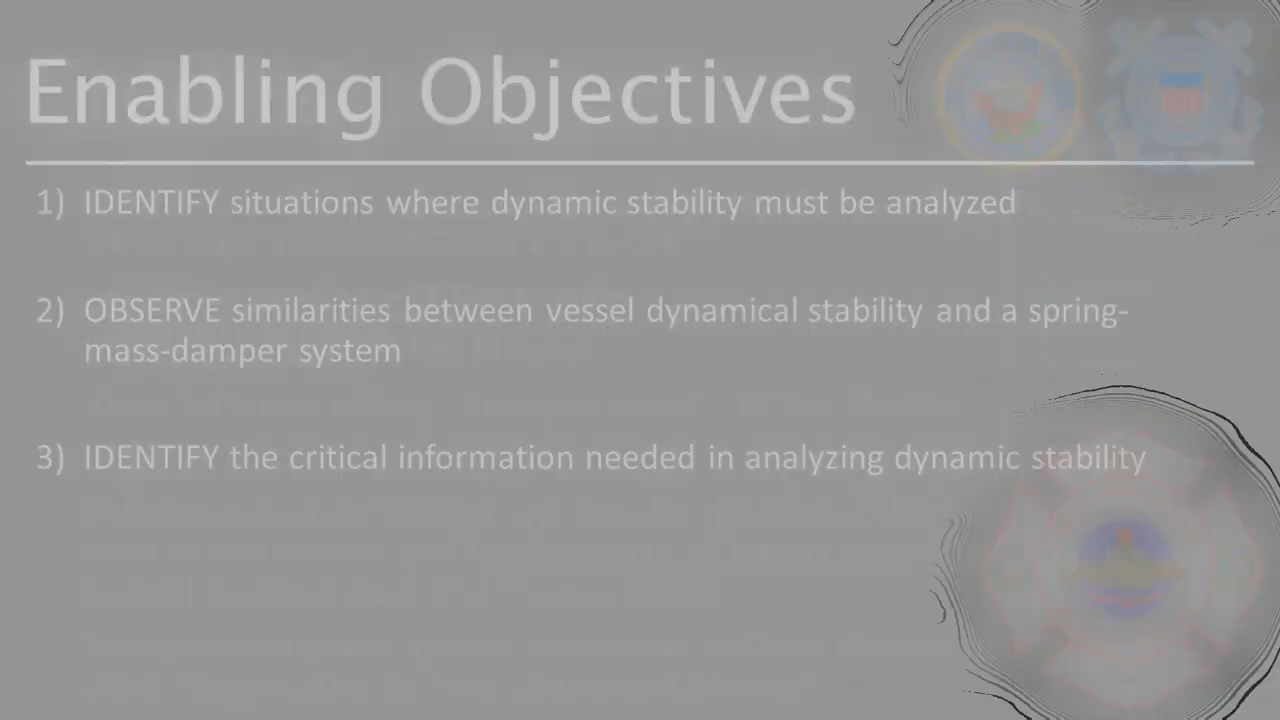 Enabling Objectives
1) IDENTIFY situations where dynamic stability must be analyzed
2) OBSERVE similarities between vessel dynamical stability and a spring-
mass-damper system
3) IDENTIFY the critical information needed in analyzing dynamic stability